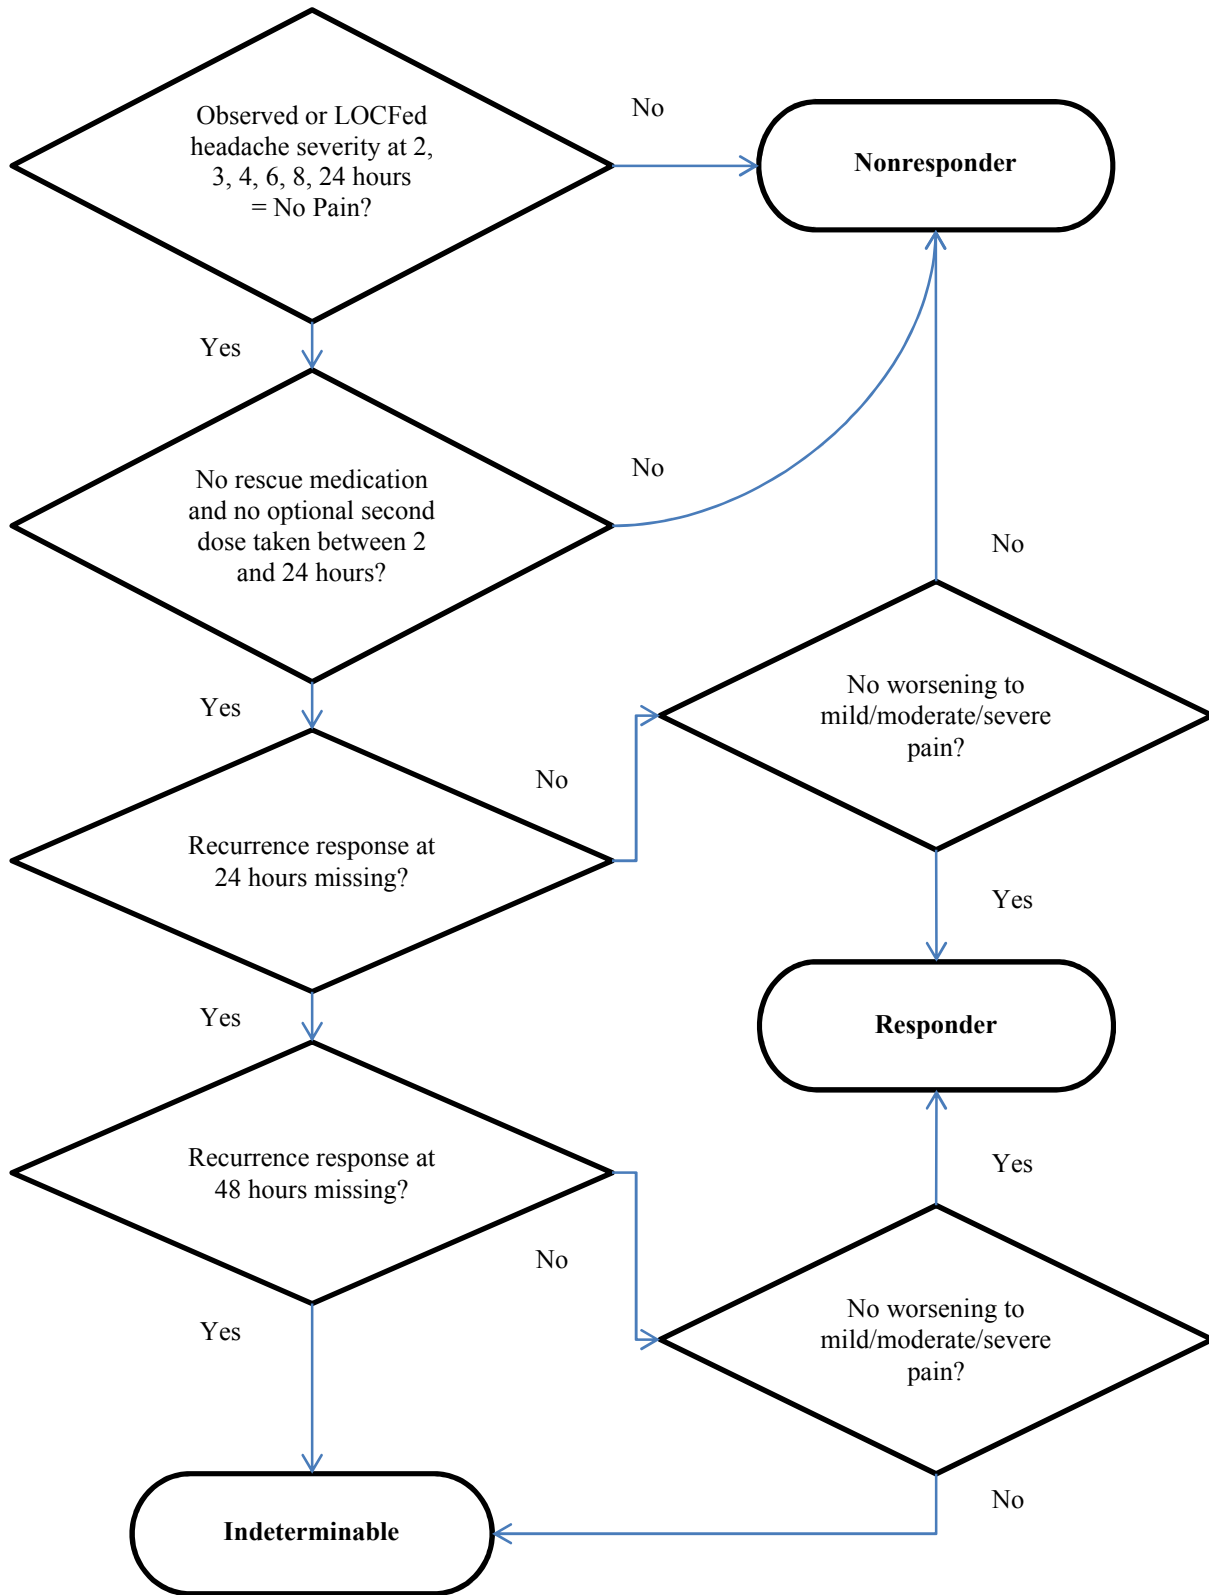 Observed or LOCFed
headache severity at 2,
3, 4, 6, 8, 24 hours
= No Pain?
No
Nonresponder
Yes
No rescue medication
and no optional second
dose taken between 2
and 24 hours?
No
No
Yes
No worsening to
mild/moderate/severe
pain?
No
Recurrence response at
24 hours missing?
Yes
Yes
Responder
Recurrence response at
48 hours missing?
Yes
No
No worsening to
mild/moderate/severe
pain?
Yes
No
Indeterminable